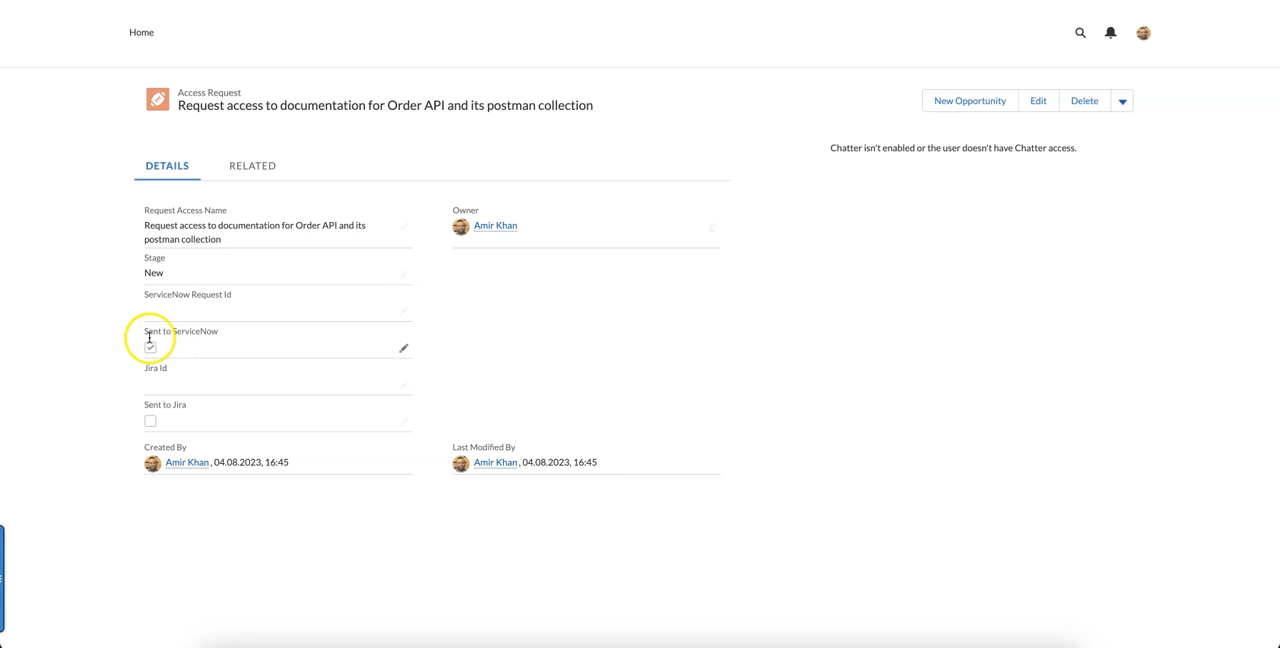 Home
Access Request
Request access to documentation for Order API and its postman collection
New Opportunity
Edit
Delete
Chatter isn't enabled or the user doesn't have Chatter access.
DETAILS
RELATED
Request Access Name
Request access to documentation for Order API and its
postman collection
Owner
Amir Khan
Stage
New
ServiceNow Request Id
Sent to ServiceNow
Jira Id
Sent to Jira
Created By
Amir Khan, 04.08.2023, 16:45
Last Modified By
Amir Khan, 04.08.2023, 16:45